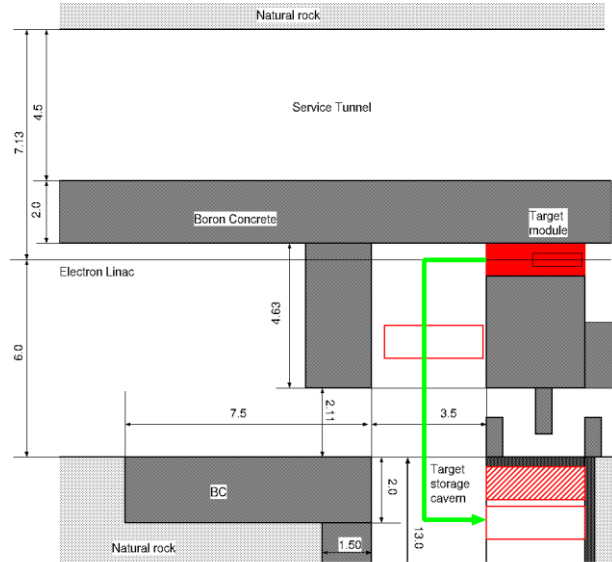 Natural rock
4.5
7.13
Service Tunnel
2.0
Boron Concrete
Target
module
Electron Linac
4.63
6.0
2.11
7.5
3.5
Target
storage
cavern
BC
2.0
13.0
1.50
Natural rock